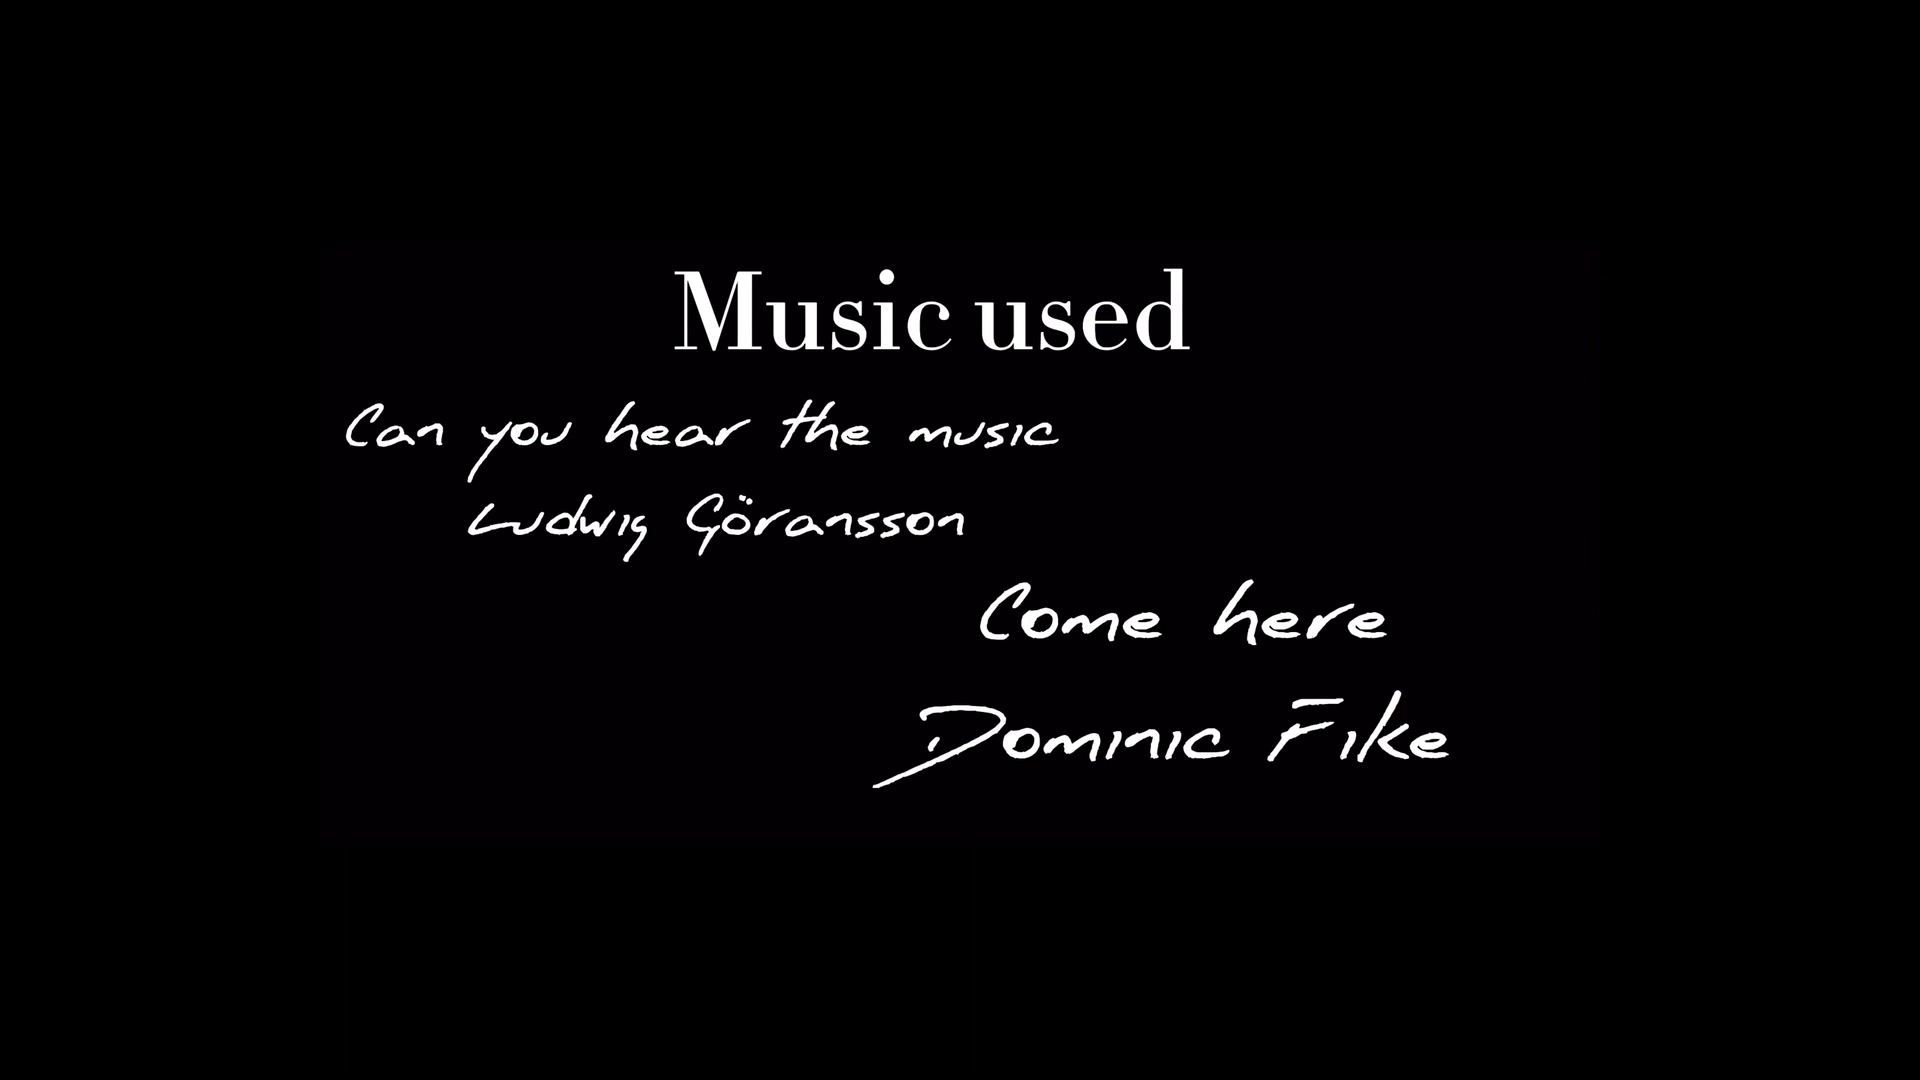 Music used
Can you hear the music
Ludwig Göransson
Come here
Dominic Fike